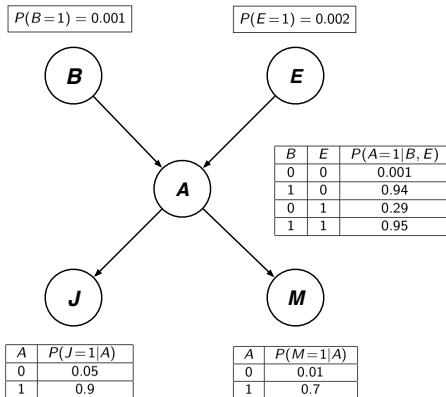 P(B=1) = 0.001
P(E=1) = 0.002
B
E
A
B E P(A=1|B, E)
0 0 0.001
1 0 0.94
0 1 0.29
1 1 0.95
J
M
A P(J=1|A)
0 0.05
1 0.9
A P(M=1|A)
0 0.01
1 0.7